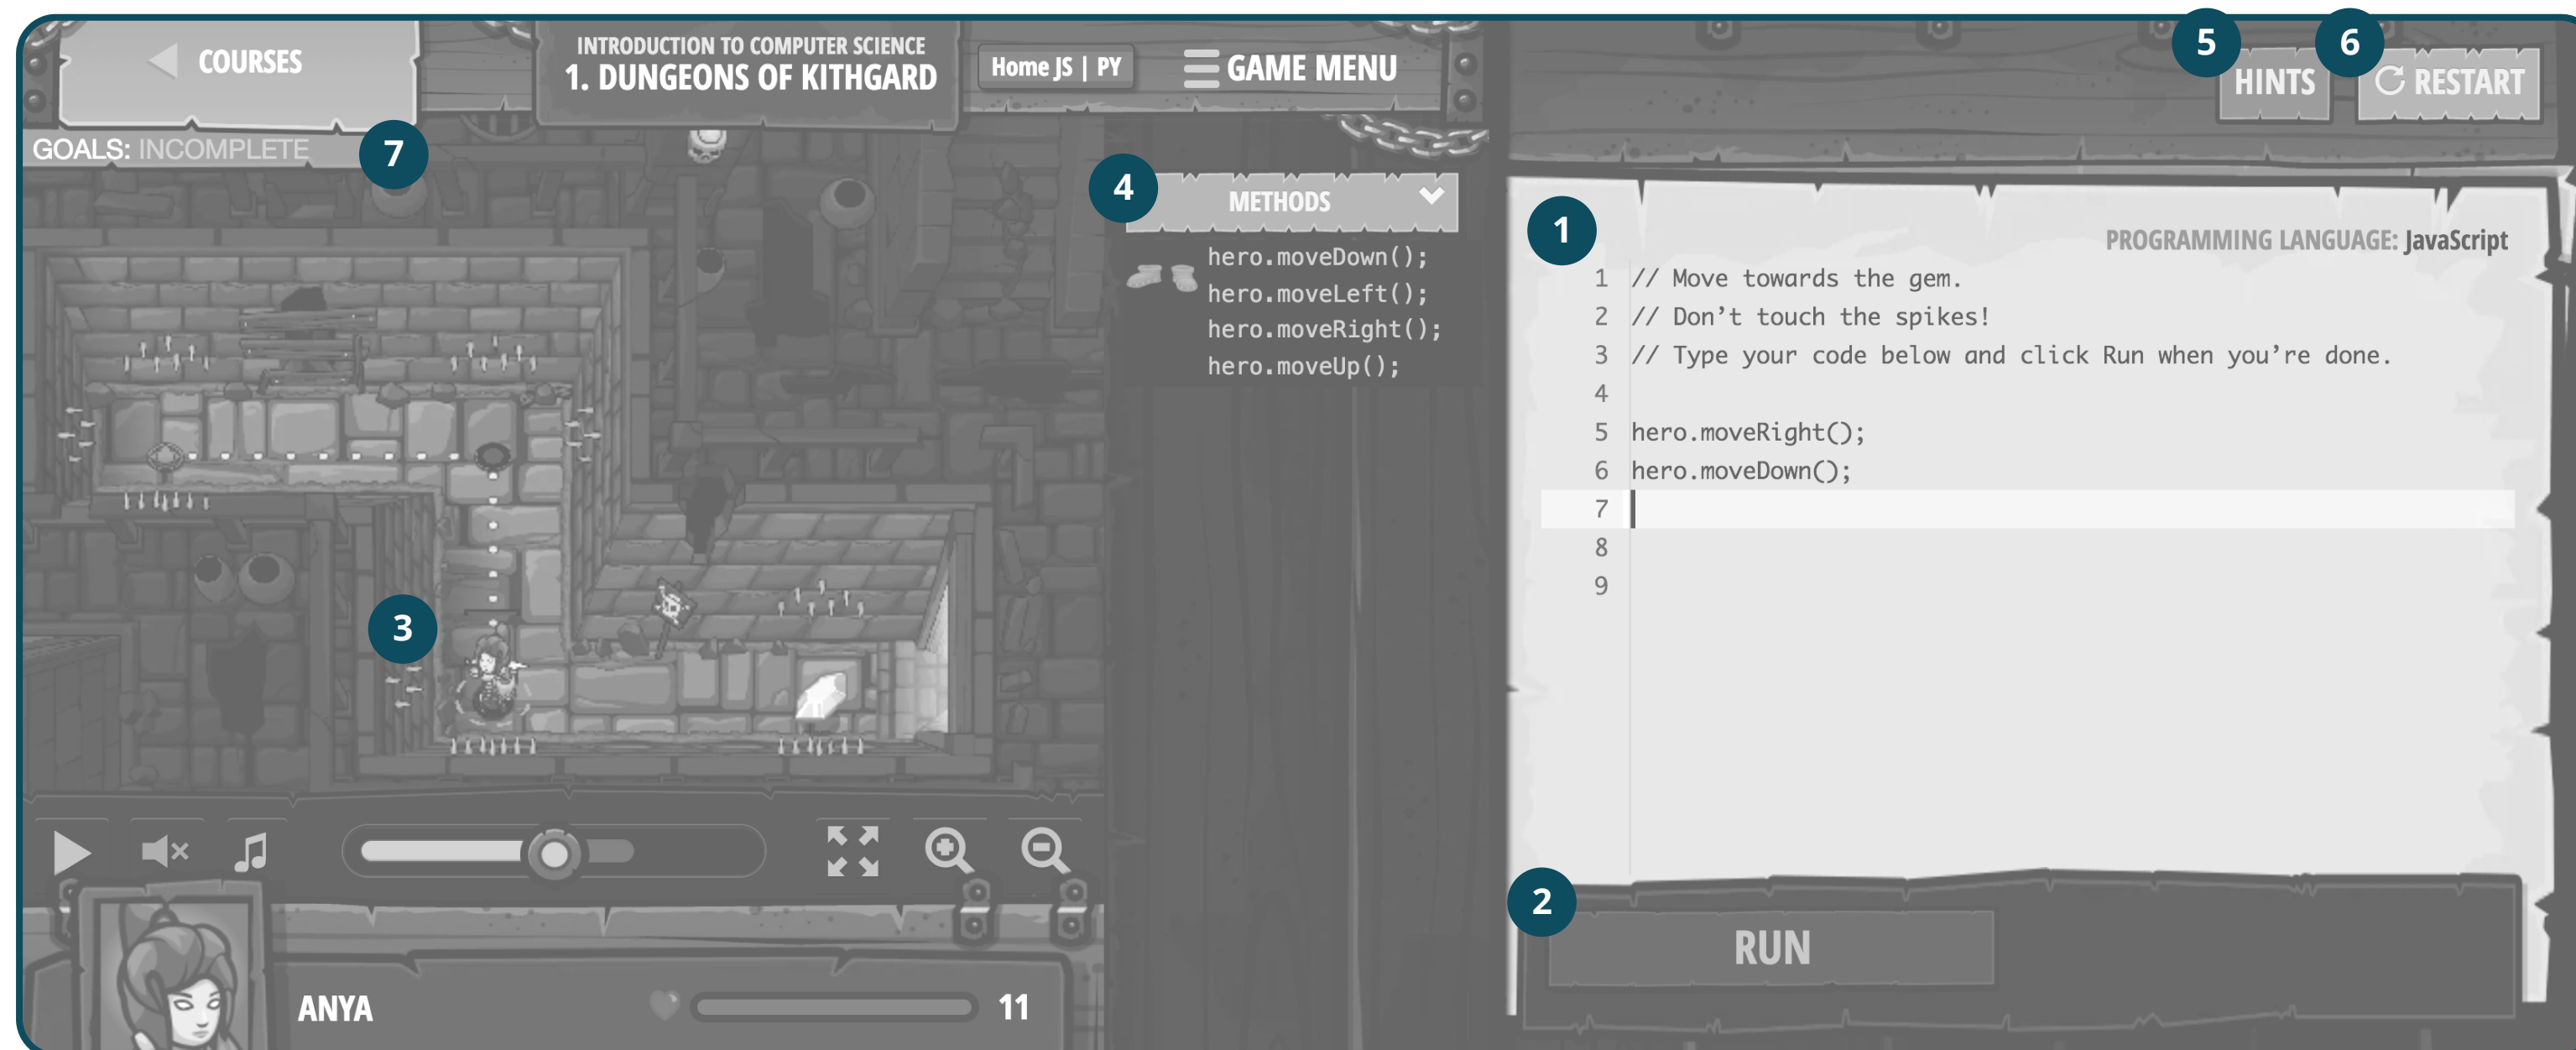 COURSES
INTRODUCTION TO COMPUTER SCIENCE
1. DUNGEONS OF KITHGARD
Home JS | PY
GAME MENU
5
HINTS
6
RESTART
GOALS: INCOMPLETE
7
4
METHODS
hero.moveDown();
hero.moveLeft();
hero.moveRight();
hero.moveUp();
1
PROGRAMMING LANGUAGE: JavaScript
1 // Move towards the gem.
2 // Don’t touch the spikes!
3 // Type your code below and click Run when you’re done.
4
5 hero.moveRight();
6 hero.moveDown();
7
8
9
3
2
RUN
ANYA
11